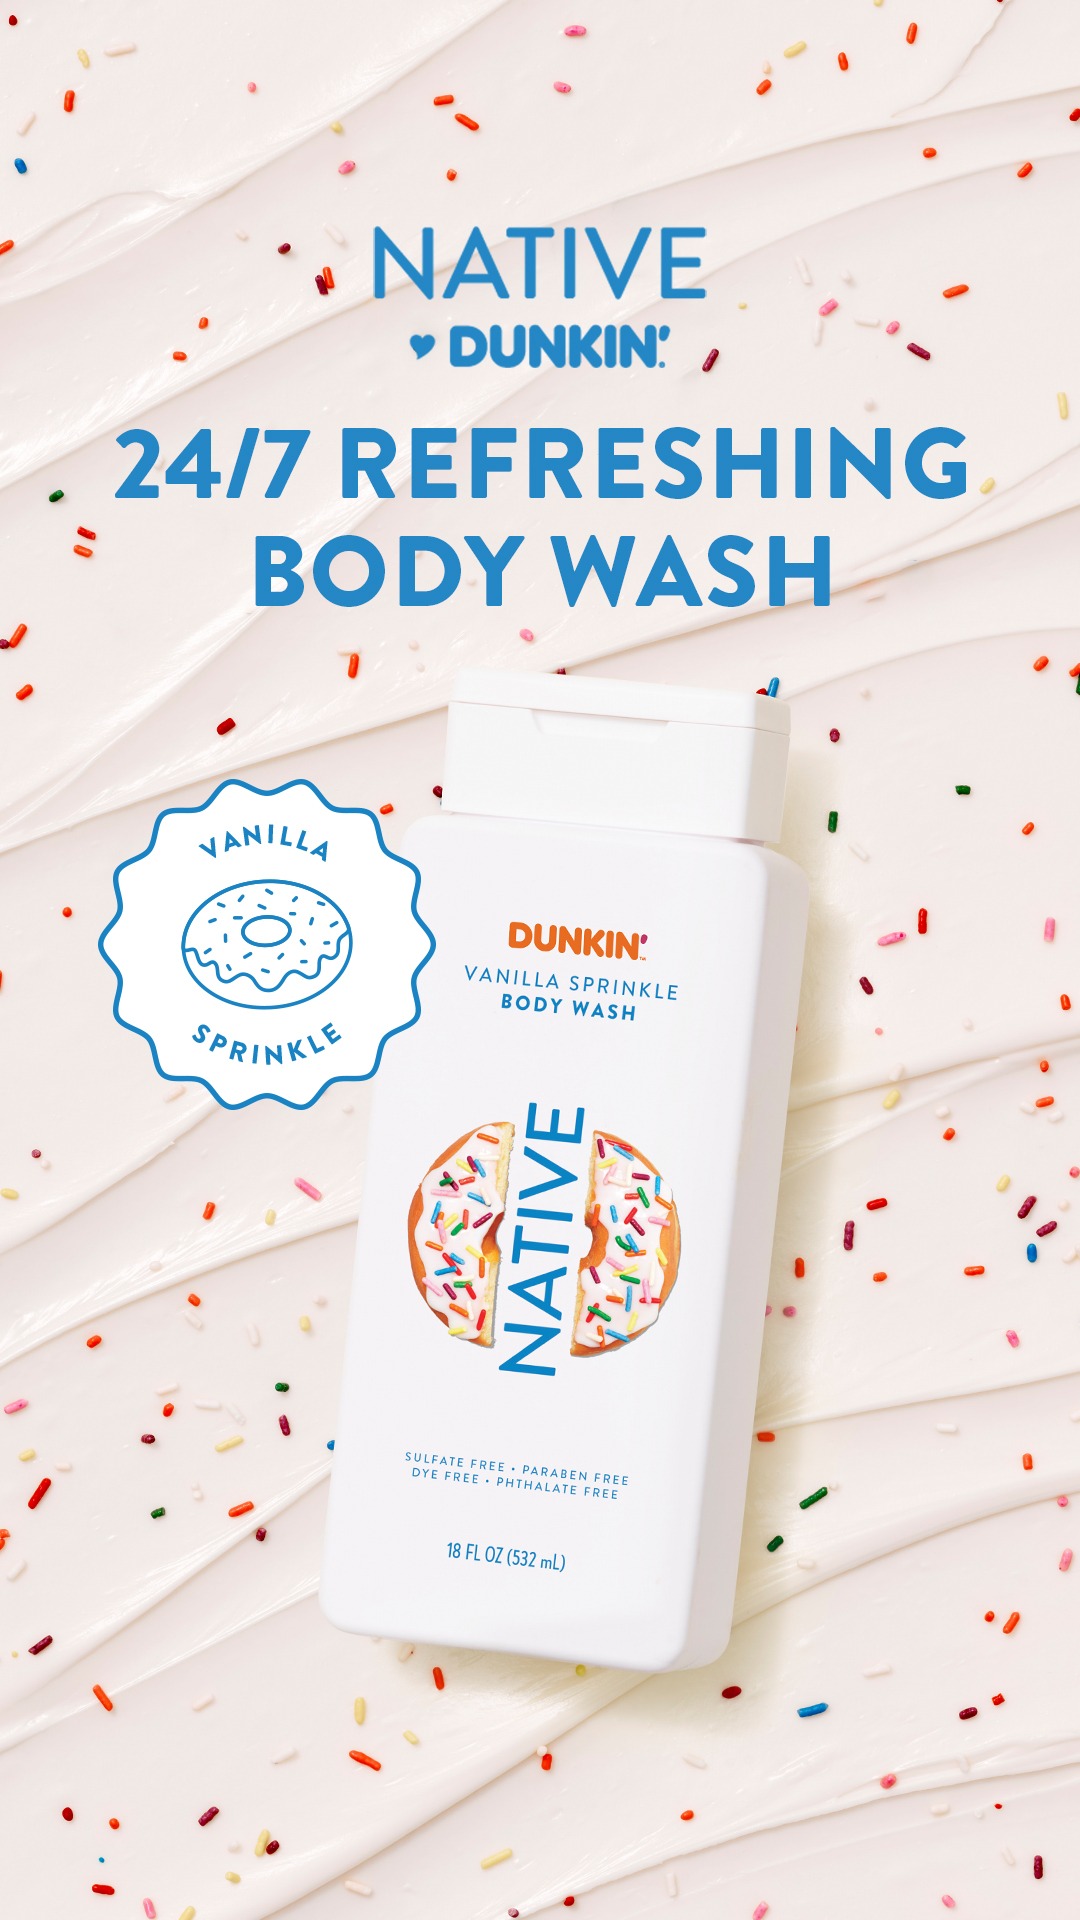 NATIVE
DUNKIN'
24/7 REFRESHING
BODY WASH
VANILLA
SPRINKLE
DUNKIN'
VANILLA SPRINKLE
BODY WASH
NATIVE
SULFATE FREE • PARABEN FREE
DYE FREE • PHTHALATE FREE
18 FL OZ (532 mL)